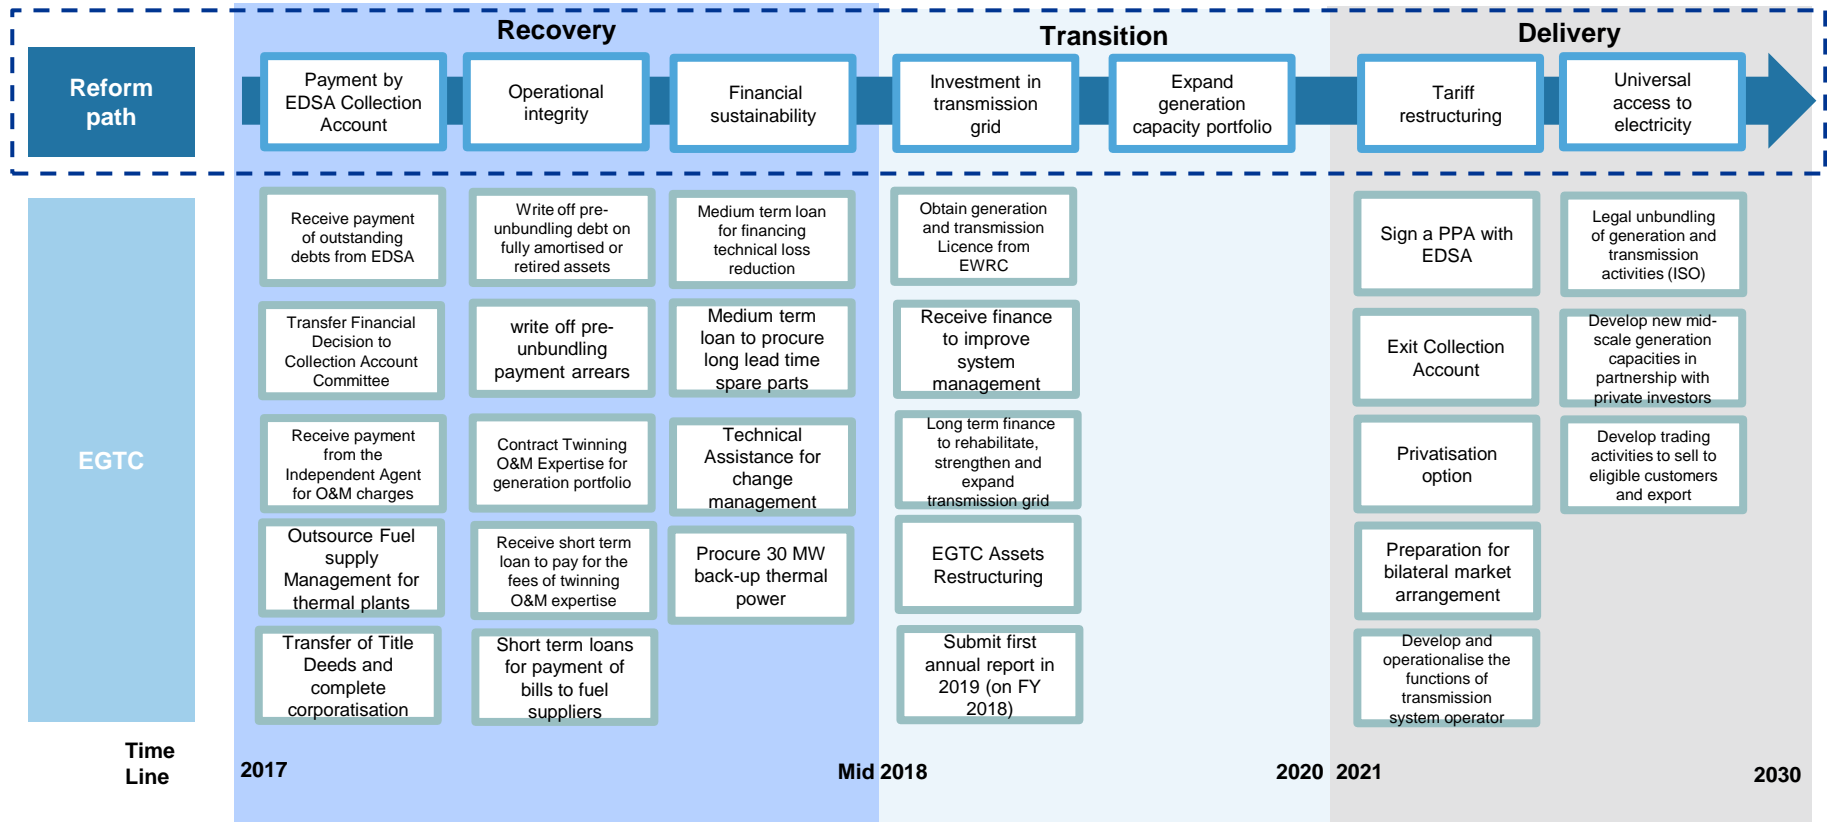 Recovery
Transition
Delivery
Reform
path
Payment by
EDSA Collection
Account
Operational
integrity
Financial
sustainability
Investment in
transmission
grid
Expand
generation
capacity portfolio
Tariff
restructuring
Universal
access to
electricity
EGTC
Receive payment
of outstanding
debts from EDSA
Transfer Financial
Decision to
Collection Account
Committee
Receive payment
from the
Independent Agent
for O&M charges
Outsource Fuel
supply
Management for
thermal plants
Transfer of Title
Deeds and
complete
corporatisation
Write off pre-
unbundling debt on
fully amortised or
retired assets
write off pre-
unbundling
payment arrears
Contract Twinning
O&M Expertise for
generation portfolio
Receive short term
loan to pay for the
fees of twinning
O&M expertise
Short term loans
for payment of
bills to fuel
suppliers
Medium term loan
for financing
technical loss
reduction
Medium term
loan to procure
long lead time
spare parts
Technical
Assistance for
change
management
Procure 30 MW
back-up thermal
power
Obtain generation
and transmission
Licence from
EWRC
Receive finance
to improve
system
management
Long term finance
to rehabilitate,
strengthen and
expand
transmission grid
EGTC Assets
Restructuring
Submit first
annual report in
2019 (on FY
2018)
Sign a PPA with
EDSA
Exit Collection
Account
Privatisation
option
Preparation for
bilateral market
arrangement
Develop and
operationalise the
functions of
transmission
system operator
Legal unbundling
of generation and
transmission
activities (ISO)
Develop new mid-
scale generation
capacities in
partnership with
private investors
Develop trading
activities to sell to
eligible customers
and export
Time
Line
2017
Mid 2018
2020
2021
2030